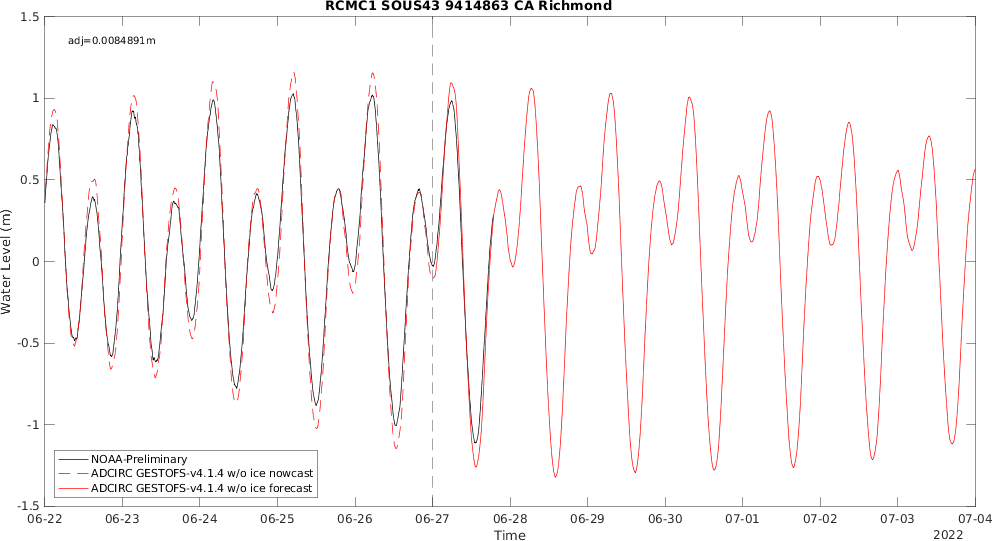 RCMC1 SOUS43 9414863 CA Richmond
adj=0.0084891m
Water Level (m)
1.5
1
0.5
0
-0.5
-1
-1.5
NOAA-Preliminary
ADCIRC GESTOFS-v4.1.4 w/o ice nowcast
ADCIRC GESTOFS-v4.1.4 w/o ice forecast
06-22 06-23 06-24 06-25 06-26 06-27 06-28 06-29 06-30 07-01 07-02 07-03 07-04
Time
2022